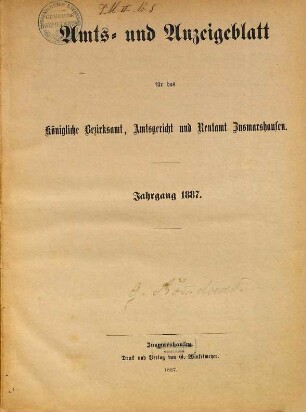 Amts- und Anzeigeblatt
für das
Königliche Bezirksamt, Amtsgericht und Rentamt Zusmarshausen.
Jahrgang 1887.
Zusmarshausen.
Druck und Verlag von G. Winkelmeyer.
1887.